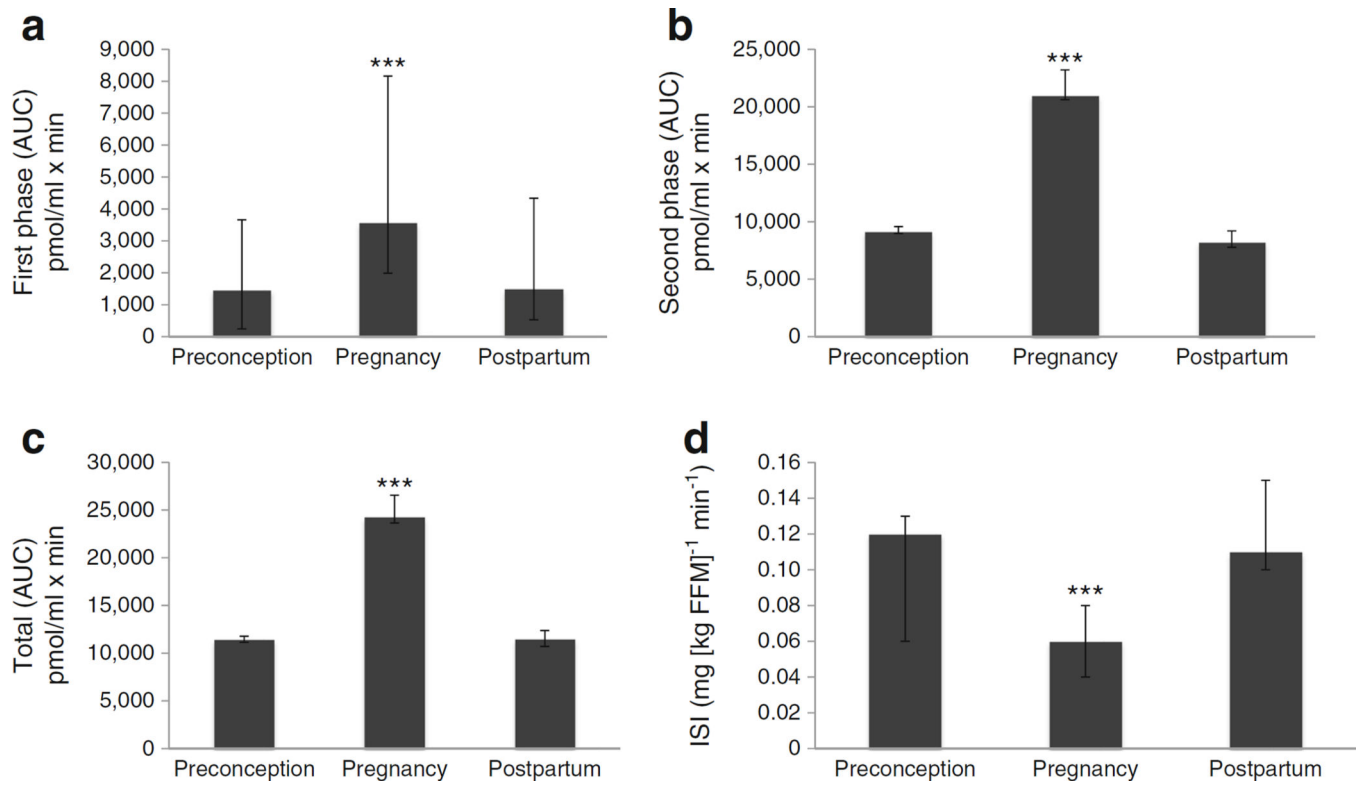 a
First phase (AUC)
pmol/ml x min
9,000
8,000
7,000
6,000
5,000
4,000
3,000
2,000
1,000
0
***
Preconception Pregnancy Postpartum
b
Second phase (AUC)
pmol/ml x min
25,000
20,000
15,000
10,000
5,000
0
***
Preconception Pregnancy Postpartum
c
Total (AUC)
pmol/ml x min
30,000
25,000
20,000
15,000
10,000
5,000
0
***
Preconception Pregnancy Postpartum
d
ISI (mg [kg FFM]⁻¹ min⁻¹)
0.16
0.14
0.12
0.10
0.08
0.06
0.04
0.02
0
***
Preconception Pregnancy Postpartum